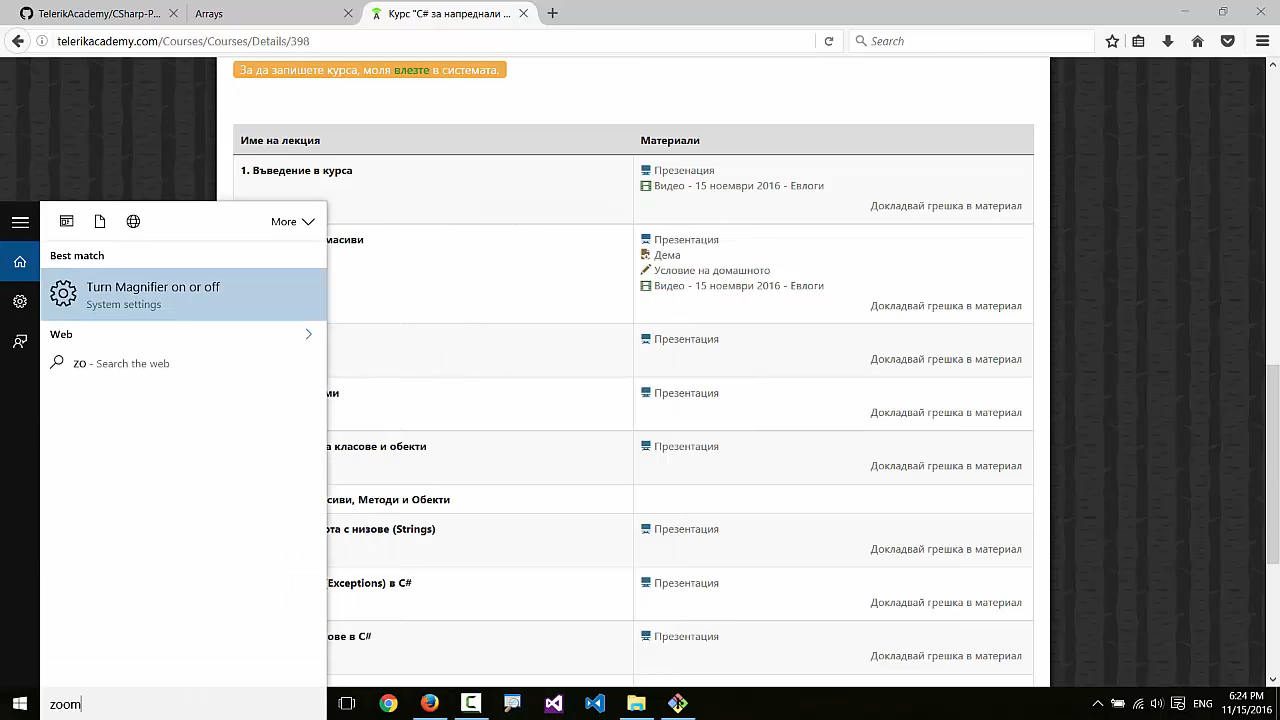 TelerikAcademy/CSharp-P...
Arrays
Курс "C# за напреднали ...
telerikacademy.com/Courses/Courses/Details/398
Search
За да запишете курса, моля влезте в системата.
Име на лекция
Материали
1. Въведение в курса
Презенация
Видео - 15 ноември 2016 - Евлоги
Докладвай грешка в материал
масиви
Презентация
Дема
Условие на домашното
Видео - 15 ноември 2016 - Евлоги
Докладвай грешка в материал
Презентация
Докладвай грешка в материал
ми
Презентация
Докладвай грешка в материал
а класове и обекти
Презентация
Докладвай грешка в материал
сиви, Методи и Обекти
ота с низове (Strings)
Презентация
Докладвай грешка в материал
(Exceptions) в C#
Презентация
Докладвай грешка в материал
ове в C#
Презентация
Докладвай грешка в материал
More
Best match
Turn Magnifier on or off
System settings
Web
zo - Search the web
zoom
ENG
6:24 PM
11/15/2016